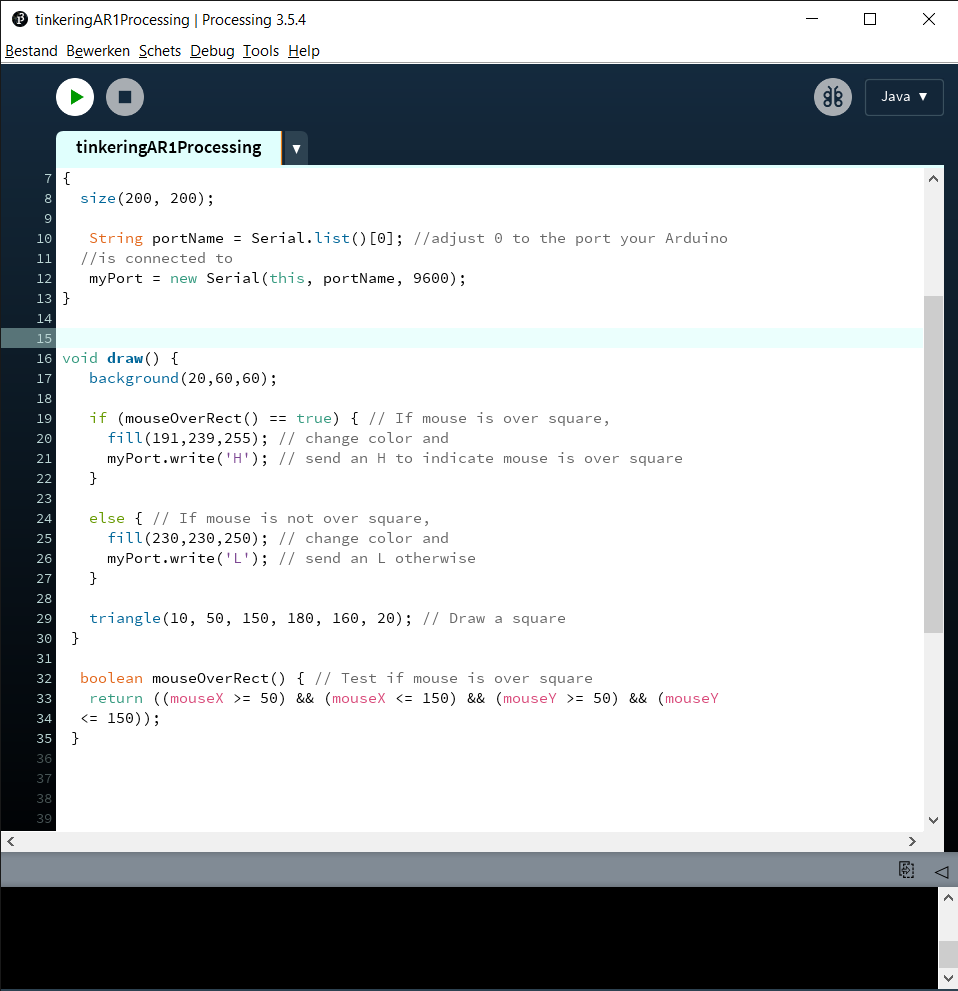 tinkeringAR1Processing | Processing 3.5.4
Bestand Bewerken Schets Debug Tools Help
Java ▼
tinkeringAR1Processing ▼
7 {
8 size(200, 200);
9
10 String portName = Serial.list()[0]; //adjust 0 to the port your Arduino
11 //is connected to
12 myPort = new Serial(this, portName, 9600);
13 }
14
15
16 void draw() {
17 background(20,60,60);
18
19 if (mouseOverRect() == true) { // If mouse is over square,
20 fill(191,239,255); // change color and
21 myPort.write('H'); // send an H to indicate mouse is over square
22 }
23
24 else { // If mouse is not over square,
25 fill(230,230,250); // change color and
26 myPort.write('L'); // send an L otherwise
27 }
28
29 triangle(10, 50, 150, 180, 160, 20); // Draw a square
30 }
31
32 boolean mouseOverRect() { // Test if mouse is over square
33 return ((mouseX >= 50) && (mouseX <= 150) && (mouseY >= 50) && (mouseY
34 <= 150));
35 }
36
37
38
39